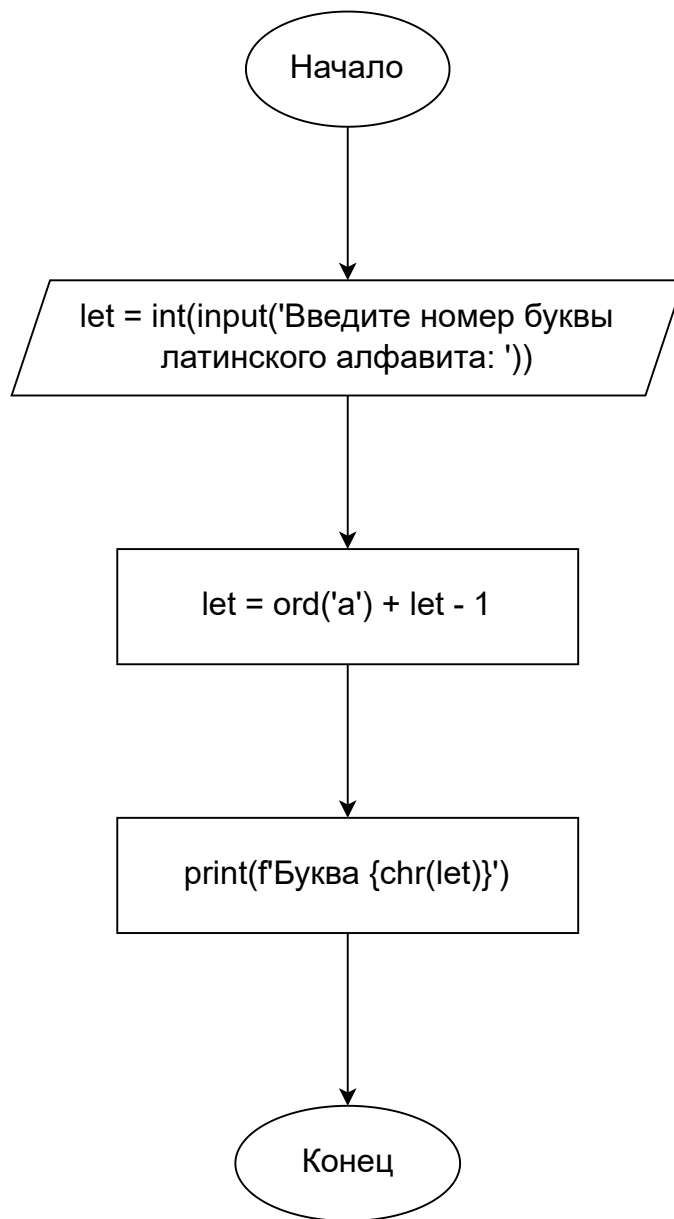 Начало
let = int(input('Введите номер буквы
латинского алфавита: '))
let = ord('a') + let - 1
print(f'Буква {chr(let)}')
Конец